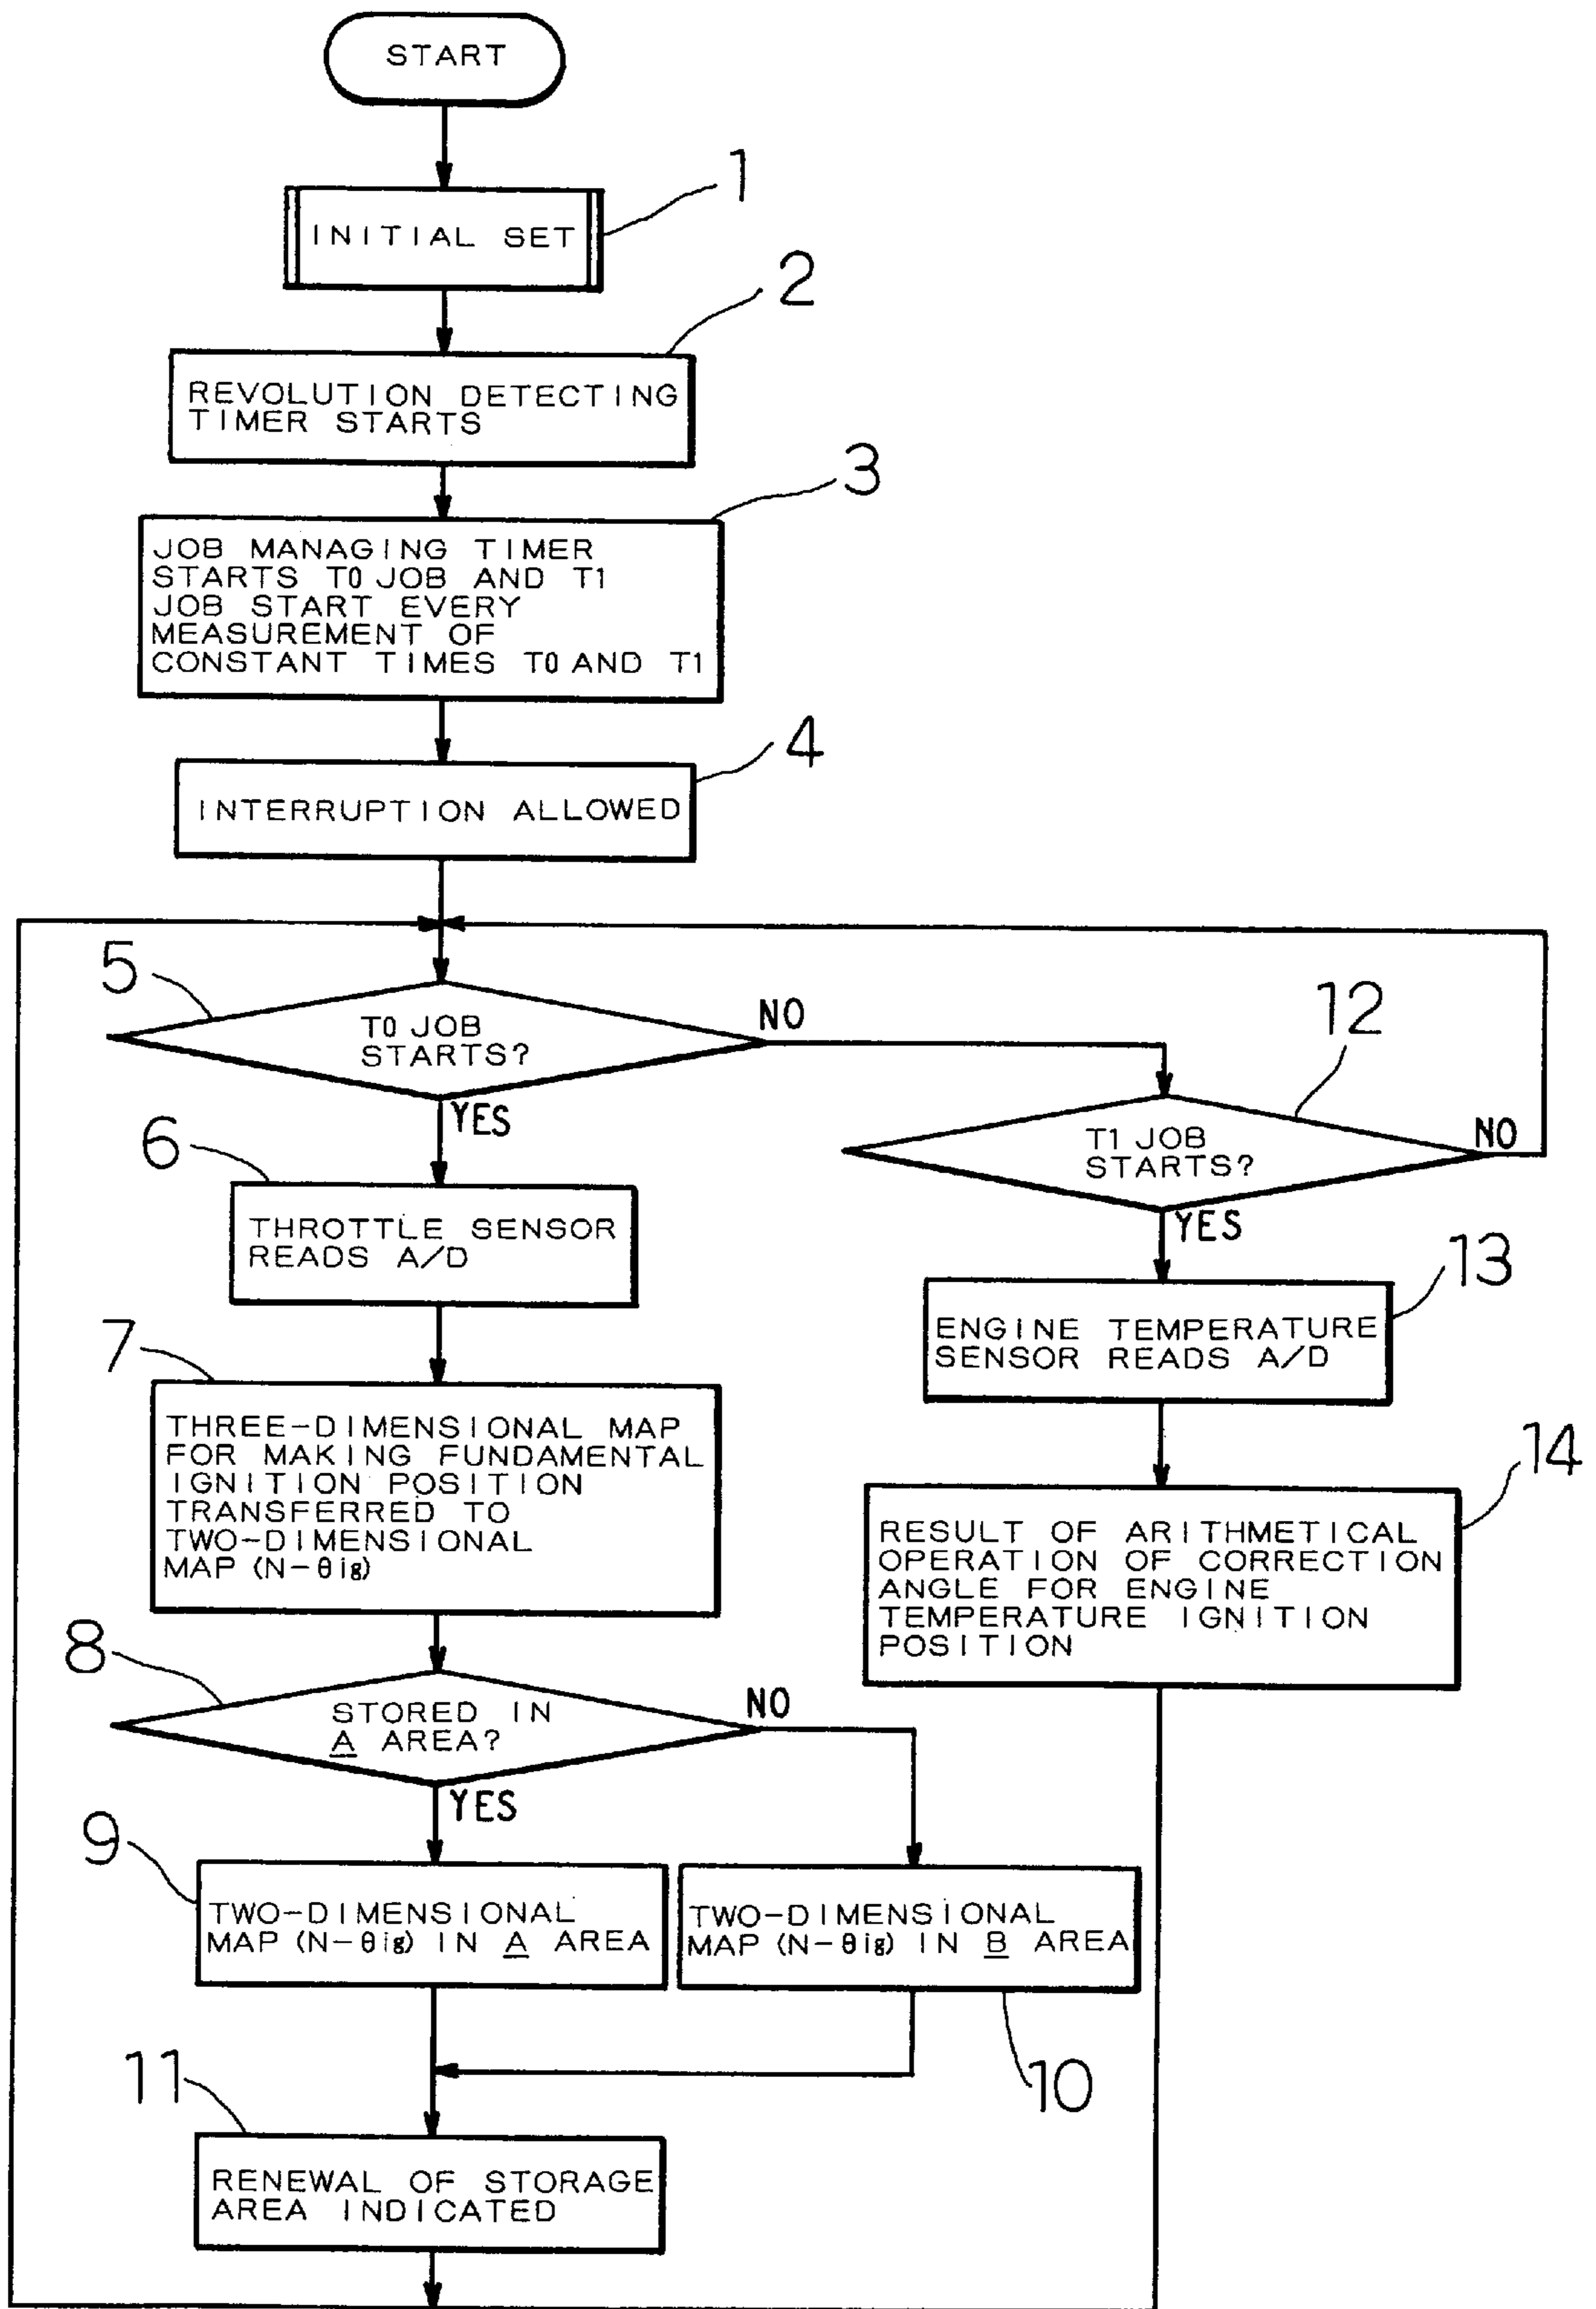 START
1
INITIAL SET
2
REVOLUTION DETECTING
TIMER STARTS
3
JOB MANAGING TIMER
STARTS T0 JOB AND T1
JOB START EVERY
MEASUREMENT OF
CONSTANT TIMES T0 AND T1
4
INTERRUPTION ALLOWED
5
T0 JOB
STARTS?
NO
YES
12
T1 JOB
STARTS?
NO
YES
6
THROTTLE SENSOR
READS A/D
13
ENGINE TEMPERATURE
SENSOR READS A/D
7
THREE-DIMENSIONAL MAP
FOR MAKING FUNDAMENTAL
IGNITION POSITION
TRANSFERRED TO
TWO-DIMENSIONAL
MAP (N-θig)
14
RESULT OF ARITHMETICAL
OPERATION OF CORRECTION
ANGLE FOR ENGINE
TEMPERATURE IGNITION
POSITION
8
STORED IN
A AREA?
NO
YES
9
TWO-DIMENSIONAL
MAP (N-θig) IN A AREA
TWO-DIMENSIONAL
MAP (N-θig) IN B AREA
10
11
RENEWAL OF STORAGE
AREA INDICATED